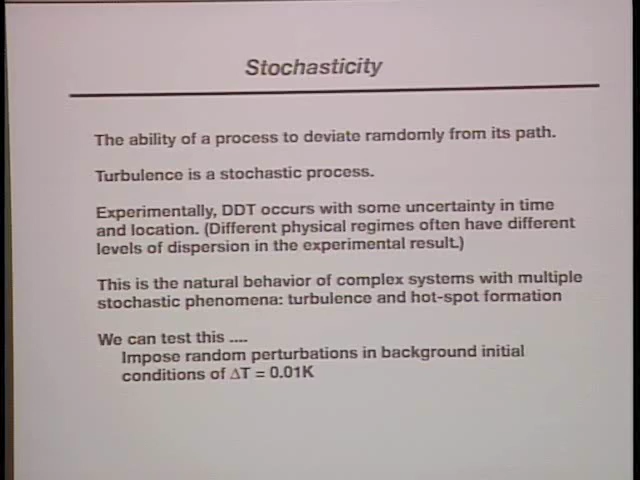 Stochasticity
The ability of a process to deviate ramdomly from its path.
Turbulence is a stochastic process.
Experimentally, DDT occurs with some uncertainty in time
and location. (Different physical regimes often have different
levels of dispersion in the experimental result.)
This is the natural behavior of complex systems with multiple
stochastic phenomena: turbulence and hot-spot formation
We can test this ....
Impose random perturbations in background initial
conditions of ΔT = 0.01K